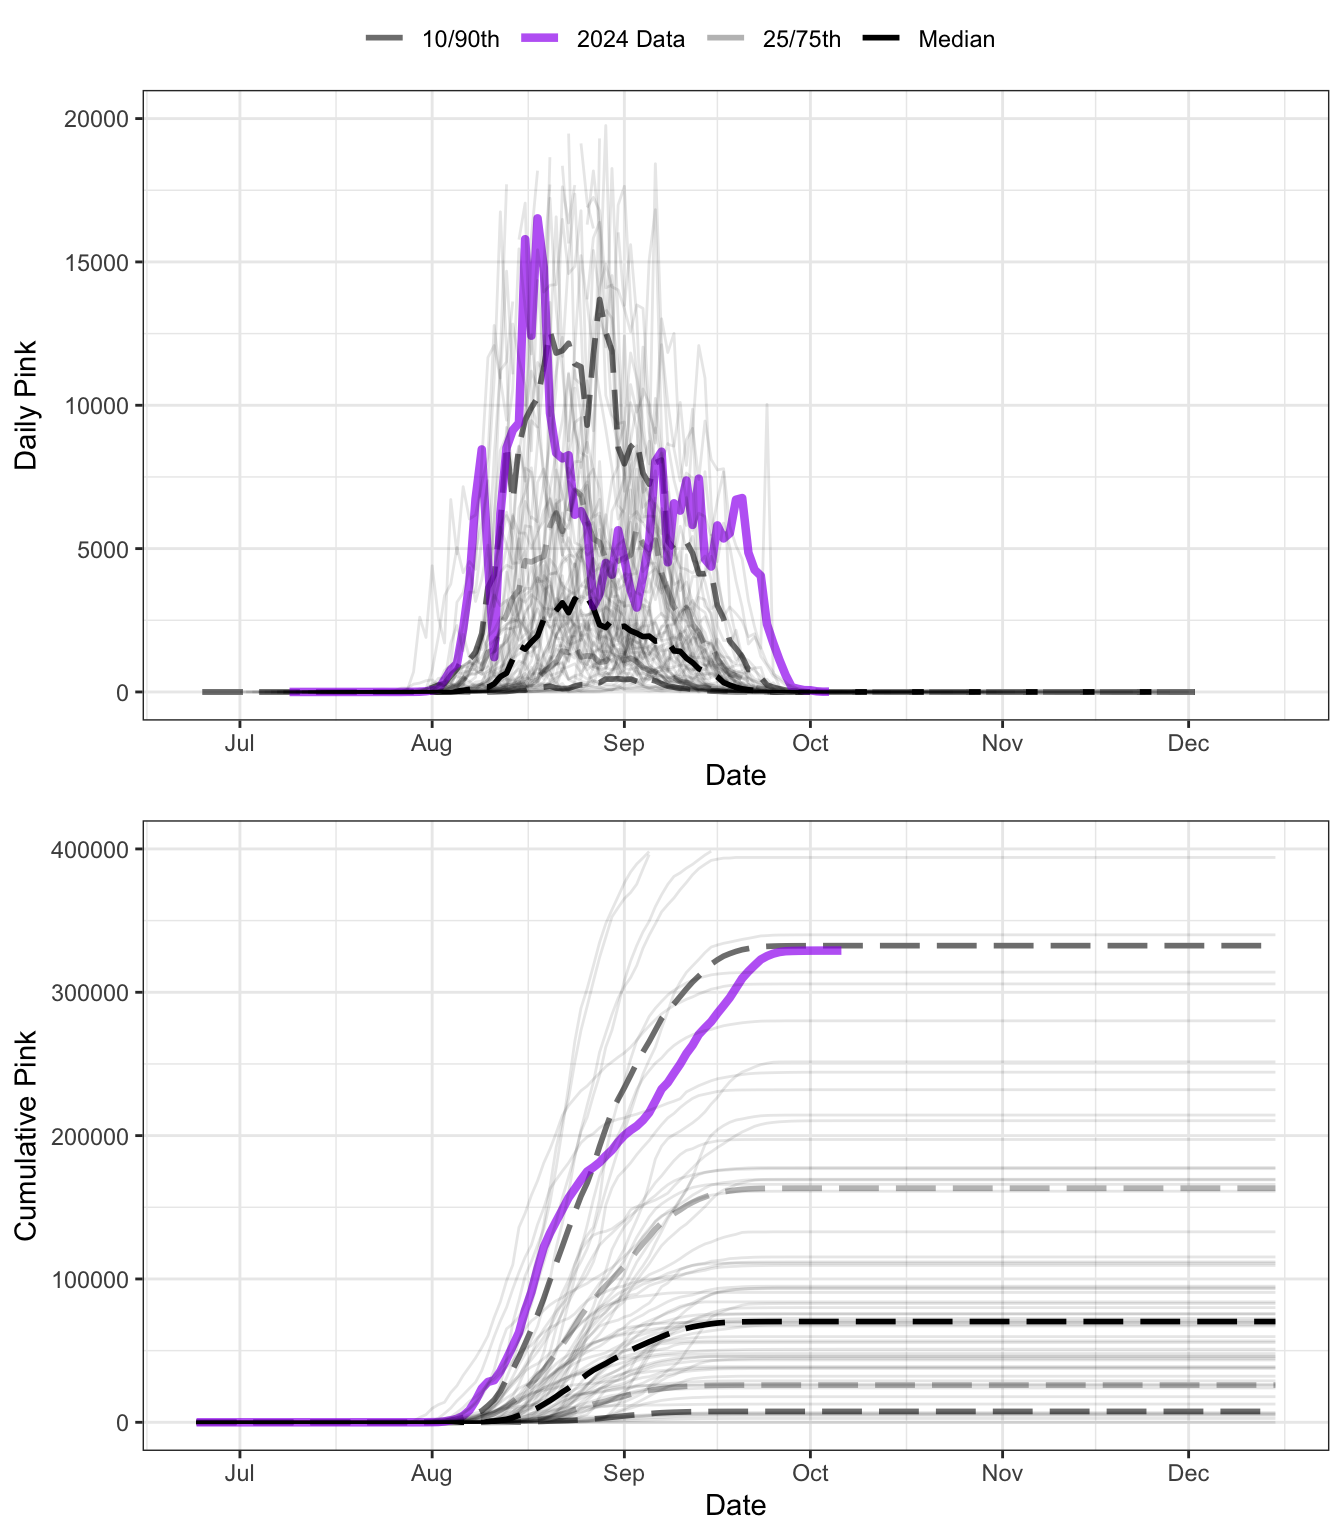 10/90th 2024 Data 25/75th Median
20000
15000
10000
5000
0
Daily Pink
Jul Aug Sep Oct Nov Dec
Date
400000
300000
200000
100000
0
Cumulative Pink
Jul Aug Sep Oct Nov Dec
Date